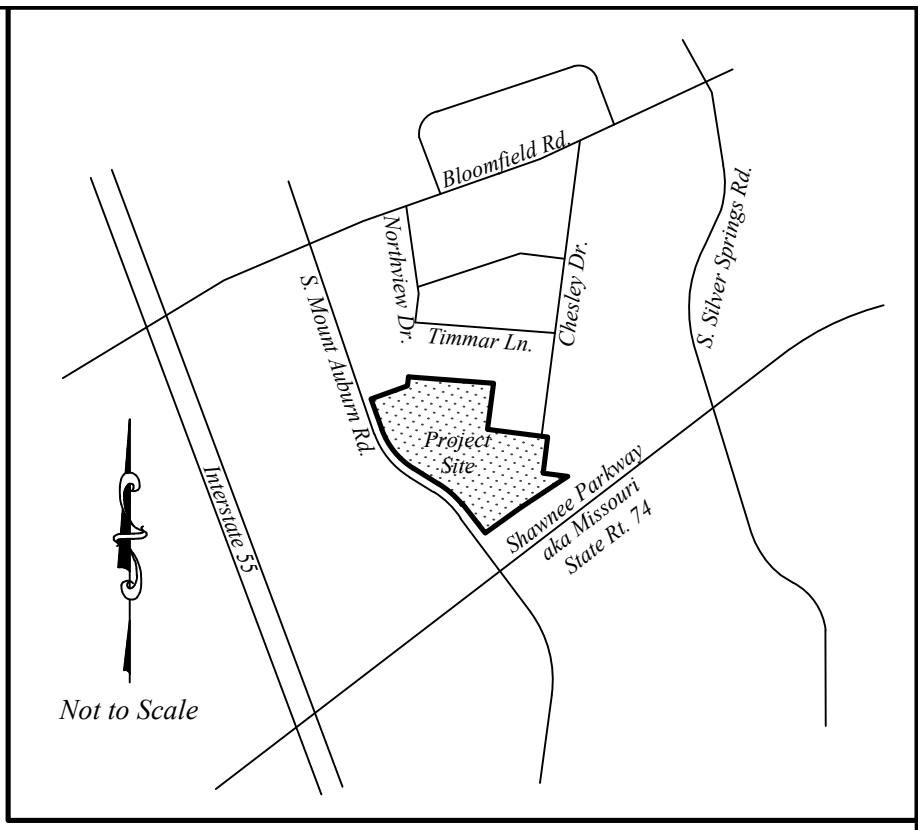 Bloomfield Rd.
Northview Dr.
S. Silver Springs Rd.
Chesley Dr.
S. Mount Auburn Rd.
Timmar Ln.
Project
Site
Interstate 55
Shawnee Parkway
aka Missouri
State Rt. 74
Not to Scale